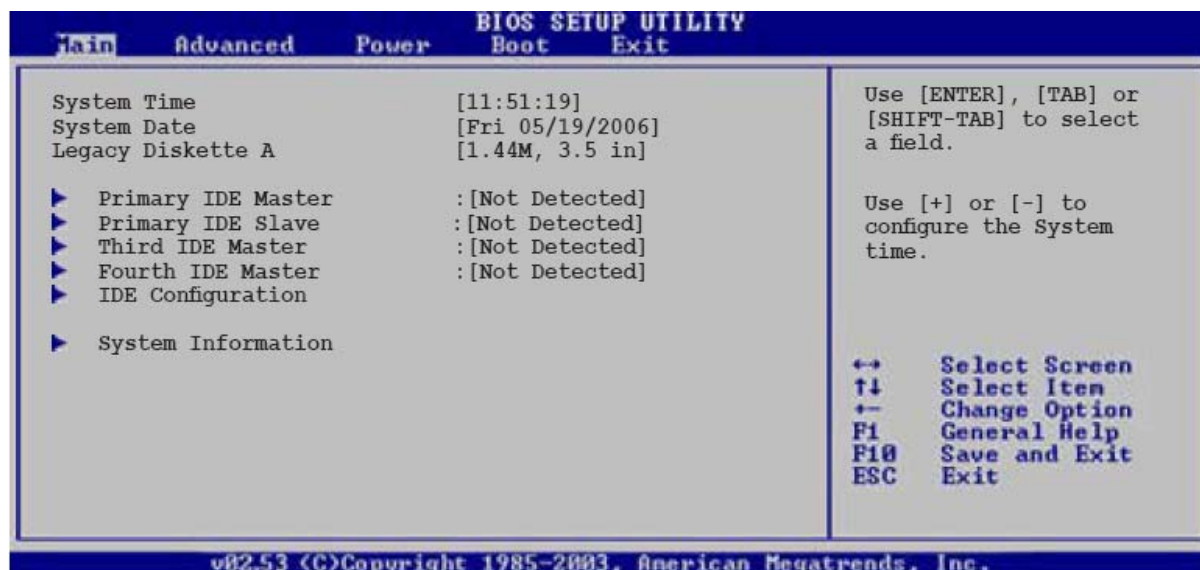 BIOS SETUP UTILITY
Main Advanced Power Boot Exit
System Time [11:51:19]
System Date [Fri 05/19/2006]
Legacy Diskette A [1.44M, 3.5 in]
Primary IDE Master :[Not Detected]
Primary IDE Slave :[Not Detected]
Third IDE Master :[Not Detected]
Fourth IDE Master :[Not Detected]
IDE Configuration
System Information
Use [ENTER], [TAB] or
[SHIFT-TAB] to select
a field.
Use [+] or [-] to
configure the System
time.
←→ Select Screen
↑↓ Select Item
+- Change Option
F1 General Help
F10 Save and Exit
ESC Exit
v02.53 (C)Copyright 1985-2003, American Megatrends, Inc.